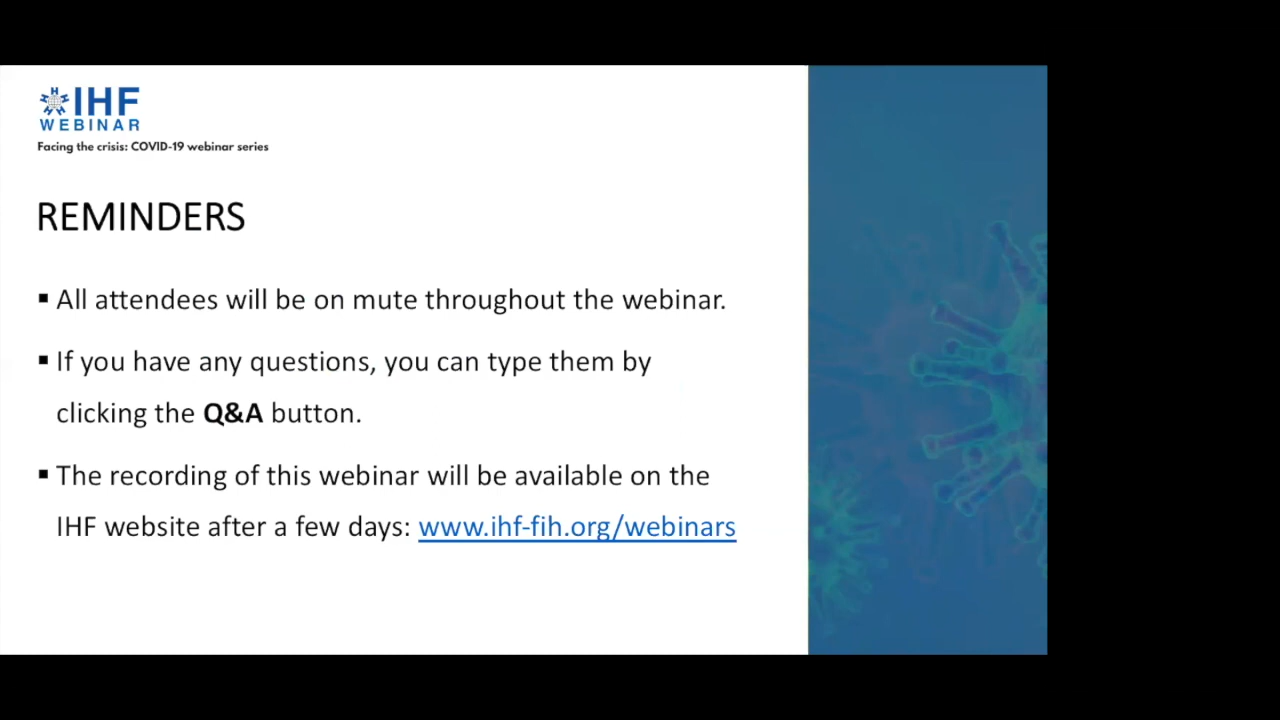 IHF
WEBINAR
Facing the crisis: COVID-19 webinar series
REMINDERS
▪ All attendees will be on mute throughout the webinar.
▪ If you have any questions, you can type them by
clicking the Q&A button.
▪ The recording of this webinar will be available on the
IHF website after a few days: www.ihf-fih.org/webinars